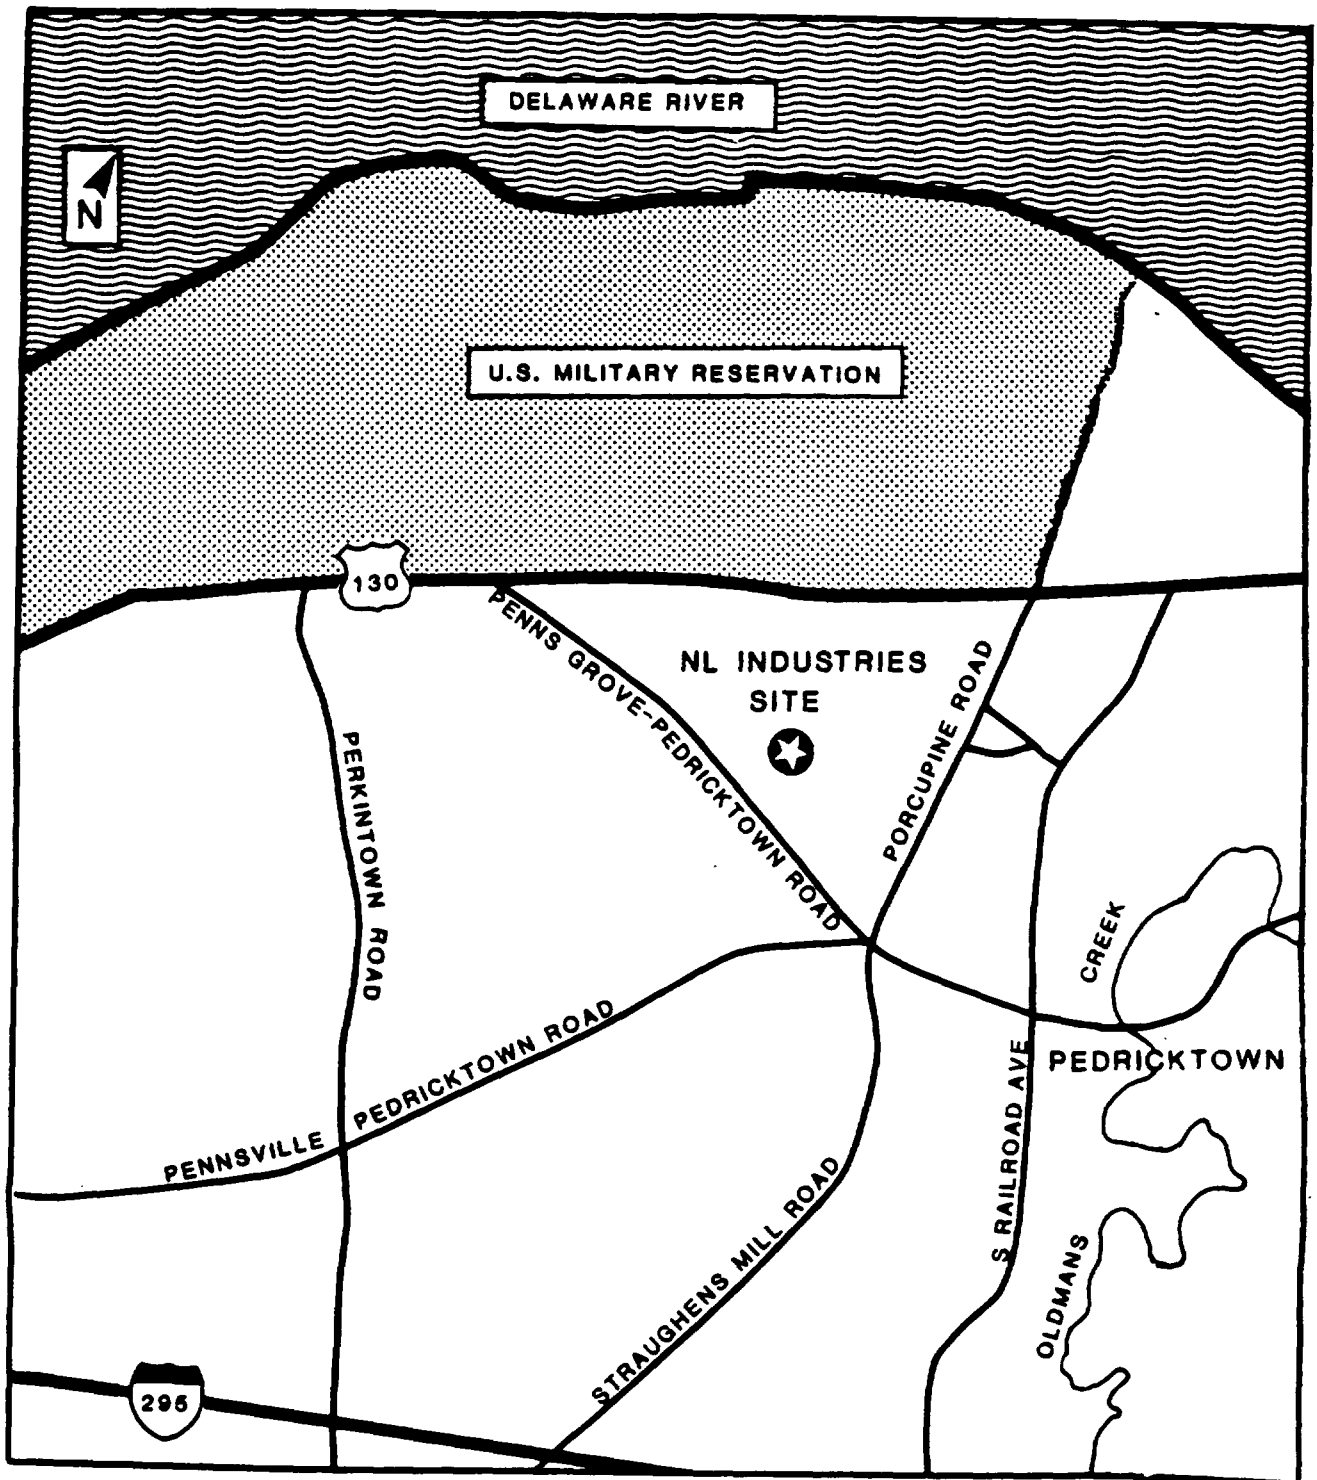 DELAWARE RIVER
N
U.S. MILITARY RESERVATION
130
PENNS GROVE-PEDRICKTOWN ROAD
NL INDUSTRIES
SITE
PORCUPINE ROAD
PERKINTOWN ROAD
CREEK
PENNSVILLE PEDRICKTOWN ROAD
PEDRICKTOWN
S RAILROAD AVE
STRAUGHENS MILL ROAD
OLDMANS
295